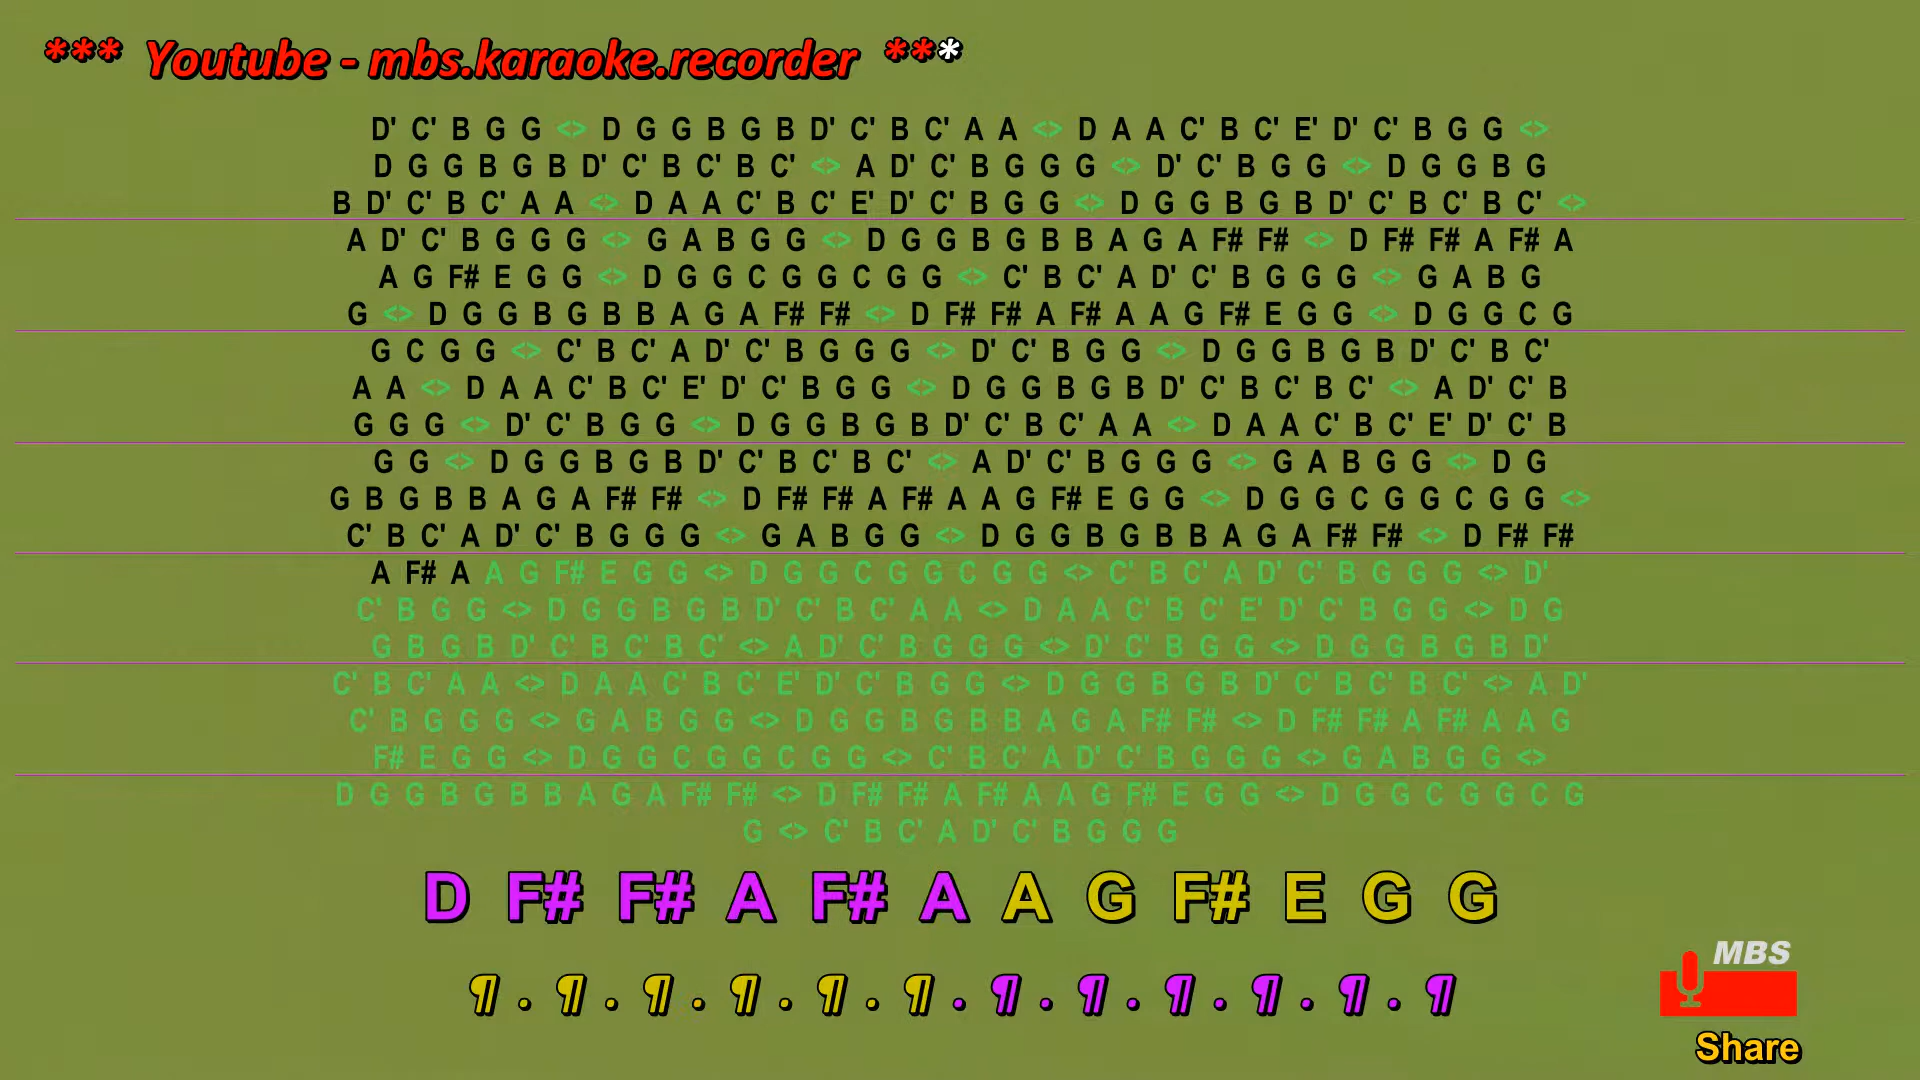 *** Youtube - mbs.karaoke.recorder ***
D' C' B G G <> D G G B G B D' C' B C' A A <> D A A C' B C' E' D' C' B G G <>
D G G B G B D' C' B C' B C' <> A D' C' B G G G <> D' C' B G G <> D G G B G
B D' C' B C' A A <> D A A C' B C' E' D' C' B G G <> D G G B G B D' C' B C' B C' <>
A D' C' B G G G <> G A B G G <> D G G B G B B A G A F# F# <> D F# F# A F# A
A G F# E G G <> D G G C G G C G G <> C' B C' A D' C' B G G G <> G A B G
G <> D G G B G B B A G A F# F# <> D F# F# A F# A A G F# E G G <> D G G C G
G C G G <> C' B C' A D' C' B G G G <> D' C' B G G <> D G G B G B D' C' B C'
A A <> D A A C' B C' E' D' C' B G G <> D G G B G B D' C' B C' B C' <> A D' C' B
G G G <> D' C' B G G <> D G G B G B D' C' B C' A A <> D A A C' B C' E' D' C' B
G G <> D G G B G B D' C' B C' B C' <> A D' C' B G G G <> G A B G G <> D G
G B G B B A G A F# F# <> D F# F# A F# A A G F# E G G <> D G G C G G C G G <>
C' B C' A D' C' B G G G <> G A B G G <> D G G B G B B A G A F# F# <> D F# F#
A F# A A G F# E G G <> D G G C G G C G G <> C' B C' A D' C' B G G G <> D'
C' B G G <> D G G B G B D' C' B C' A A <> D A A C' B C' E' D' C' B G G <> D G
G B G B D' C' B C' B C' <> A D' C' B G G G <> D' C' B G G <> D G G B G B D'
C' B C' A A <> D A A C' B C' E' D' C' B G G <> D G G B G B D' C' B C' B C' <> A D'
C' B G G G <> G A B G G <> D G G B G B B A G A F# F# <> D F# F# A F# A A G
F# E G G <> D G G C G G C G G <> C' B C' A D' C' B G G G <> G A B G G <>
D G G B G B B A G A F# F# <> D F# F# A F# A A G F# E G G <> D G G C G G C G
G <> C' B C' A D' C' B G G G
D F# F# A F# A A G F# E G G
¶ . ¶ . ¶ . ¶ . ¶ . ¶ . ¶ . ¶ . ¶ . ¶ . ¶ . ¶
MBS
Share